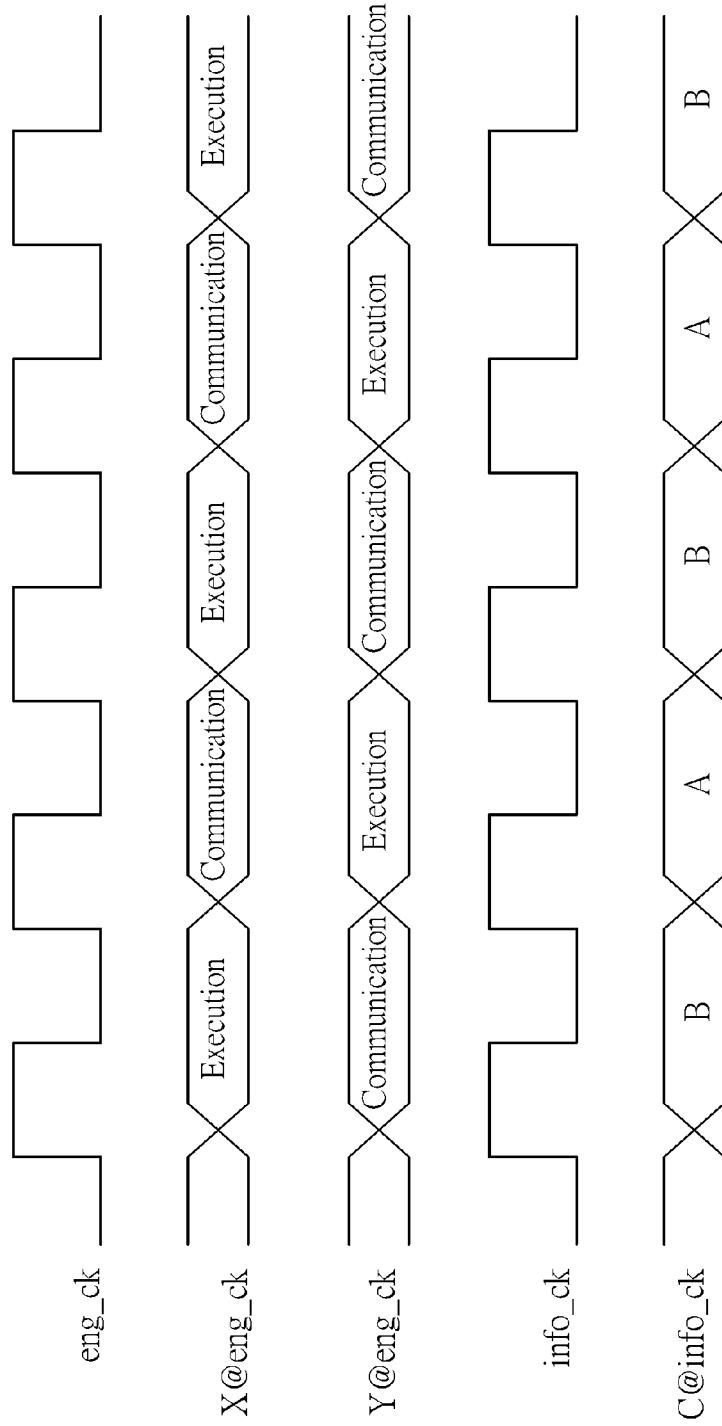 eng_ck
X@eng_ck
Execution
Communication
Execution
Communication
Execution
Y@eng_ck
Communication
Execution
Communication
Execution
Communication
info_ck
C@info_ck
B
A
B
A
B